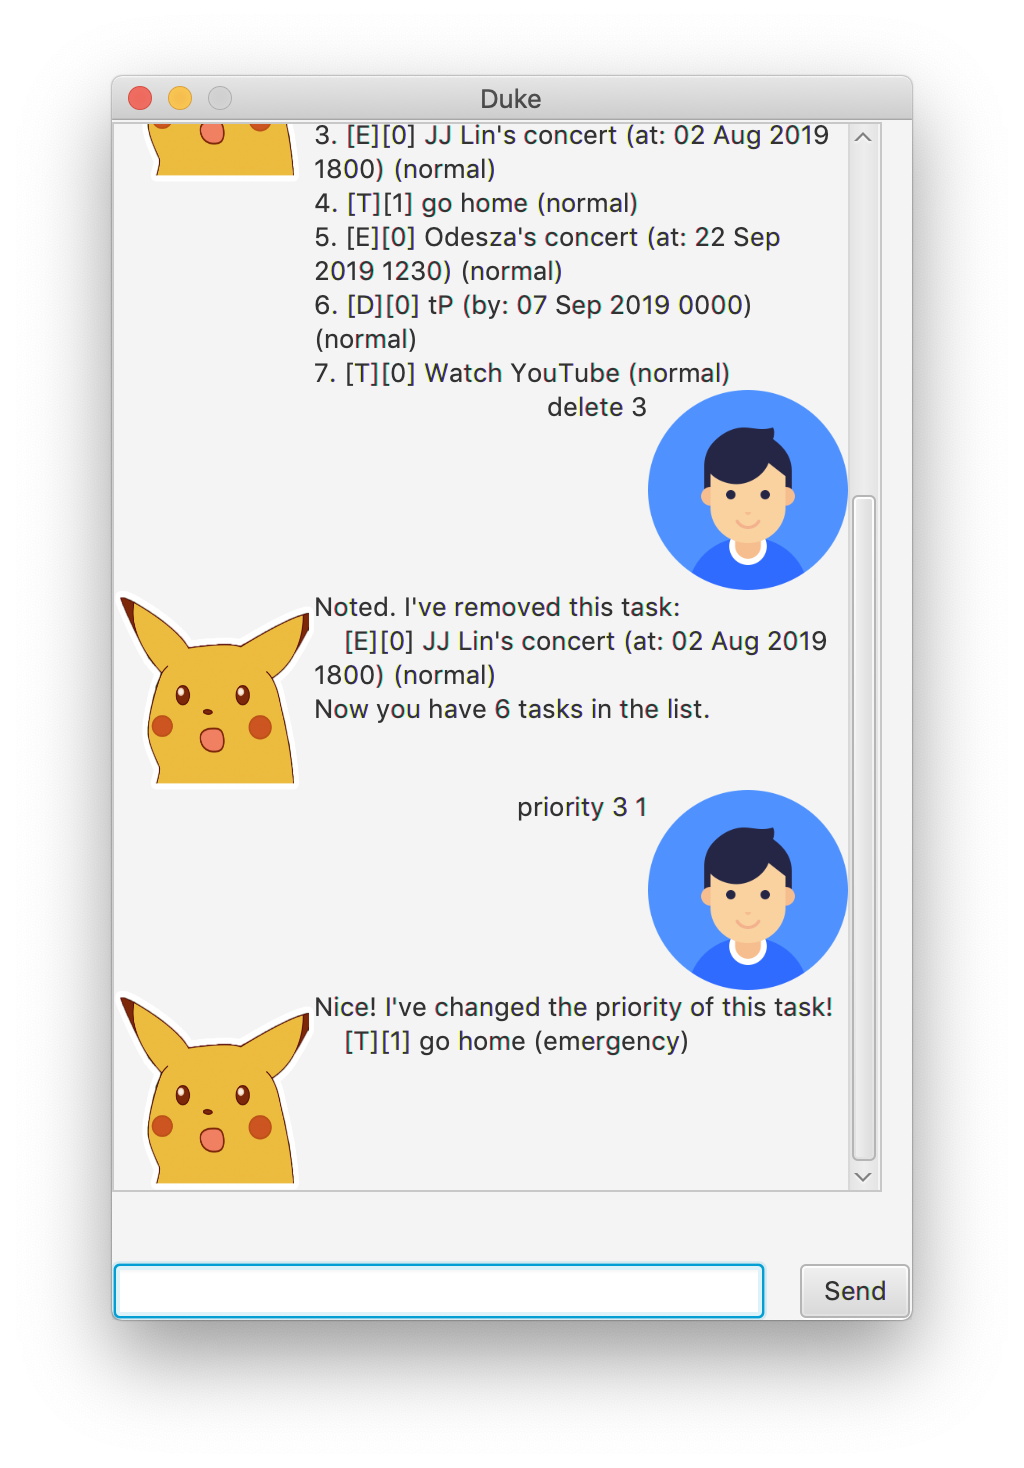 Duke
3. [E][0] JJ Lin's concert (at: 02 Aug 2019
1800) (normal)
4. [T][1] go home (normal)
5. [E][0] Odesza's concert (at: 22 Sep
2019 1230) (normal)
6. [D][0] tP (by: 07 Sep 2019 0000)
(normal)
7. [T][0] Watch YouTube (normal)
delete 3
Noted. I've removed this task:
[E][0] JJ Lin's concert (at: 02 Aug 2019
1800) (normal)
Now you have 6 tasks in the list.
priority 3 1
Nice! I've changed the priority of this task!
[T][1] go home (emergency)
Send